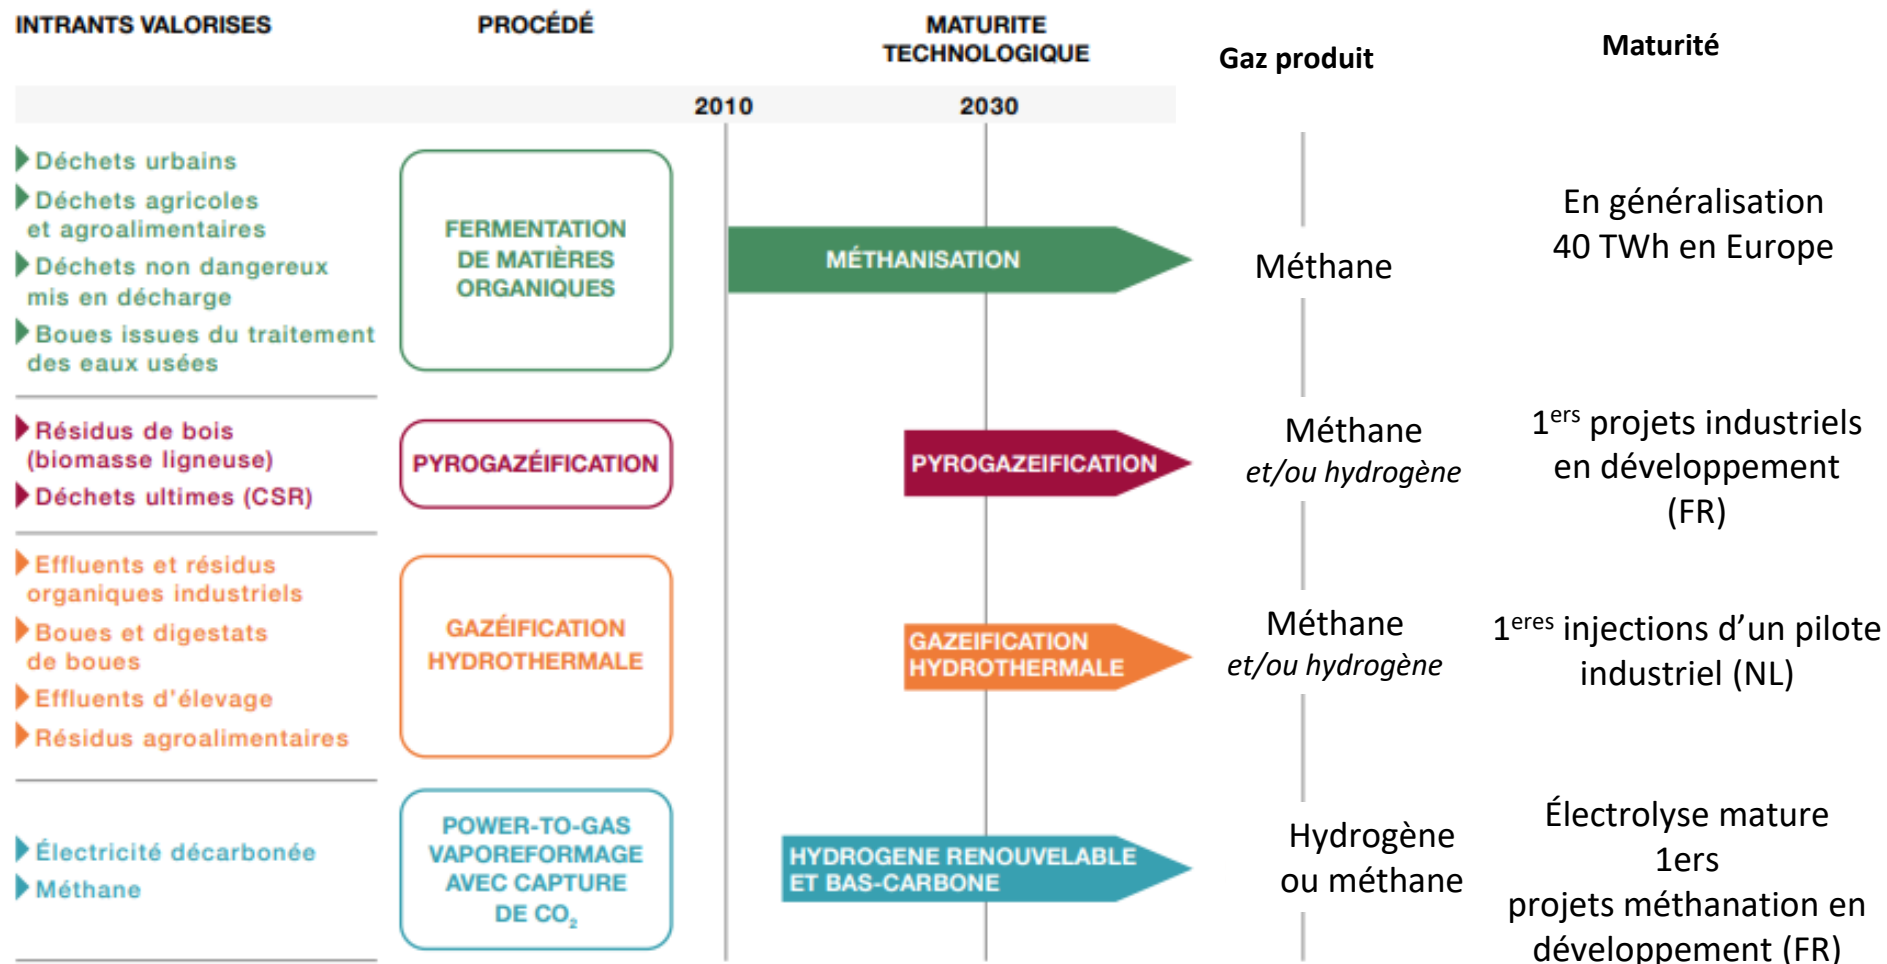 INTRANTS VALORISES
PROCÉDÉ
MATURITE
TECHNOLOGIQUE
Gaz produit
Maturité
2010
2030
Déchets urbains
Déchets agricoles
et agroalimentaires
Déchets non dangereux
mis en décharge
Boues issues du traitement
des eaux usées
FERMENTATION
DE MATIÈRES
ORGANIQUES
MÉTHANISATION
Méthane
En généralisation
40 TWh en Europe
Résidus de bois
(biomasse ligneuse)
Déchets ultimes (CSR)
PYROGAZÉIFICATION
PYROGAZEIFICATION
Méthane
et/ou hydrogène
1ers projets industriels
en développement
(FR)
Effluents et résidus
organiques industriels
Boues et digestats
de boues
Effluents d'élevage
Résidus agroalimentaires
GAZÉIFICATION
HYDROTHERMALE
GAZEIFICATION
HYDROTHERMALE
Méthane
et/ou hydrogène
1eres injections d’un pilote
industriel (NL)
Électricité décarbonée
Méthane
POWER-TO-GAS
VAPOREFORMAGE
AVEC CAPTURE
DE CO₂
HYDROGENE RENOUVELABLE
ET BAS-CARBONE
Hydrogène
ou méthane
Électrolyse mature
1ers
projets méthanation en
développement (FR)